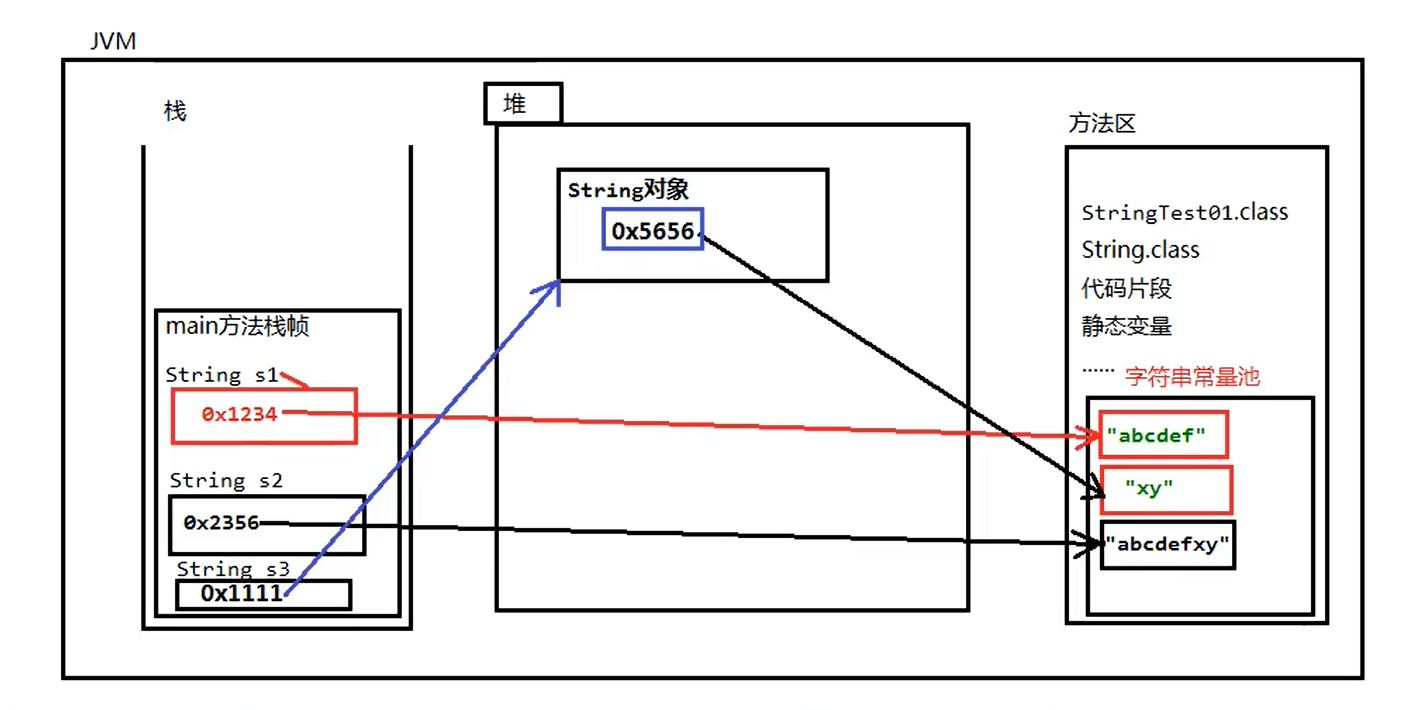 JVM
栈
堆
方法区
String对象
0x5656
StringTest01.class
String.class
代码片段
静态变量
······ 字符串常量池
main方法栈帧
String s1
0x1234
"abcdef"
String s2
"xy"
0x2356
"abcdefxy"
String s3
0x1111